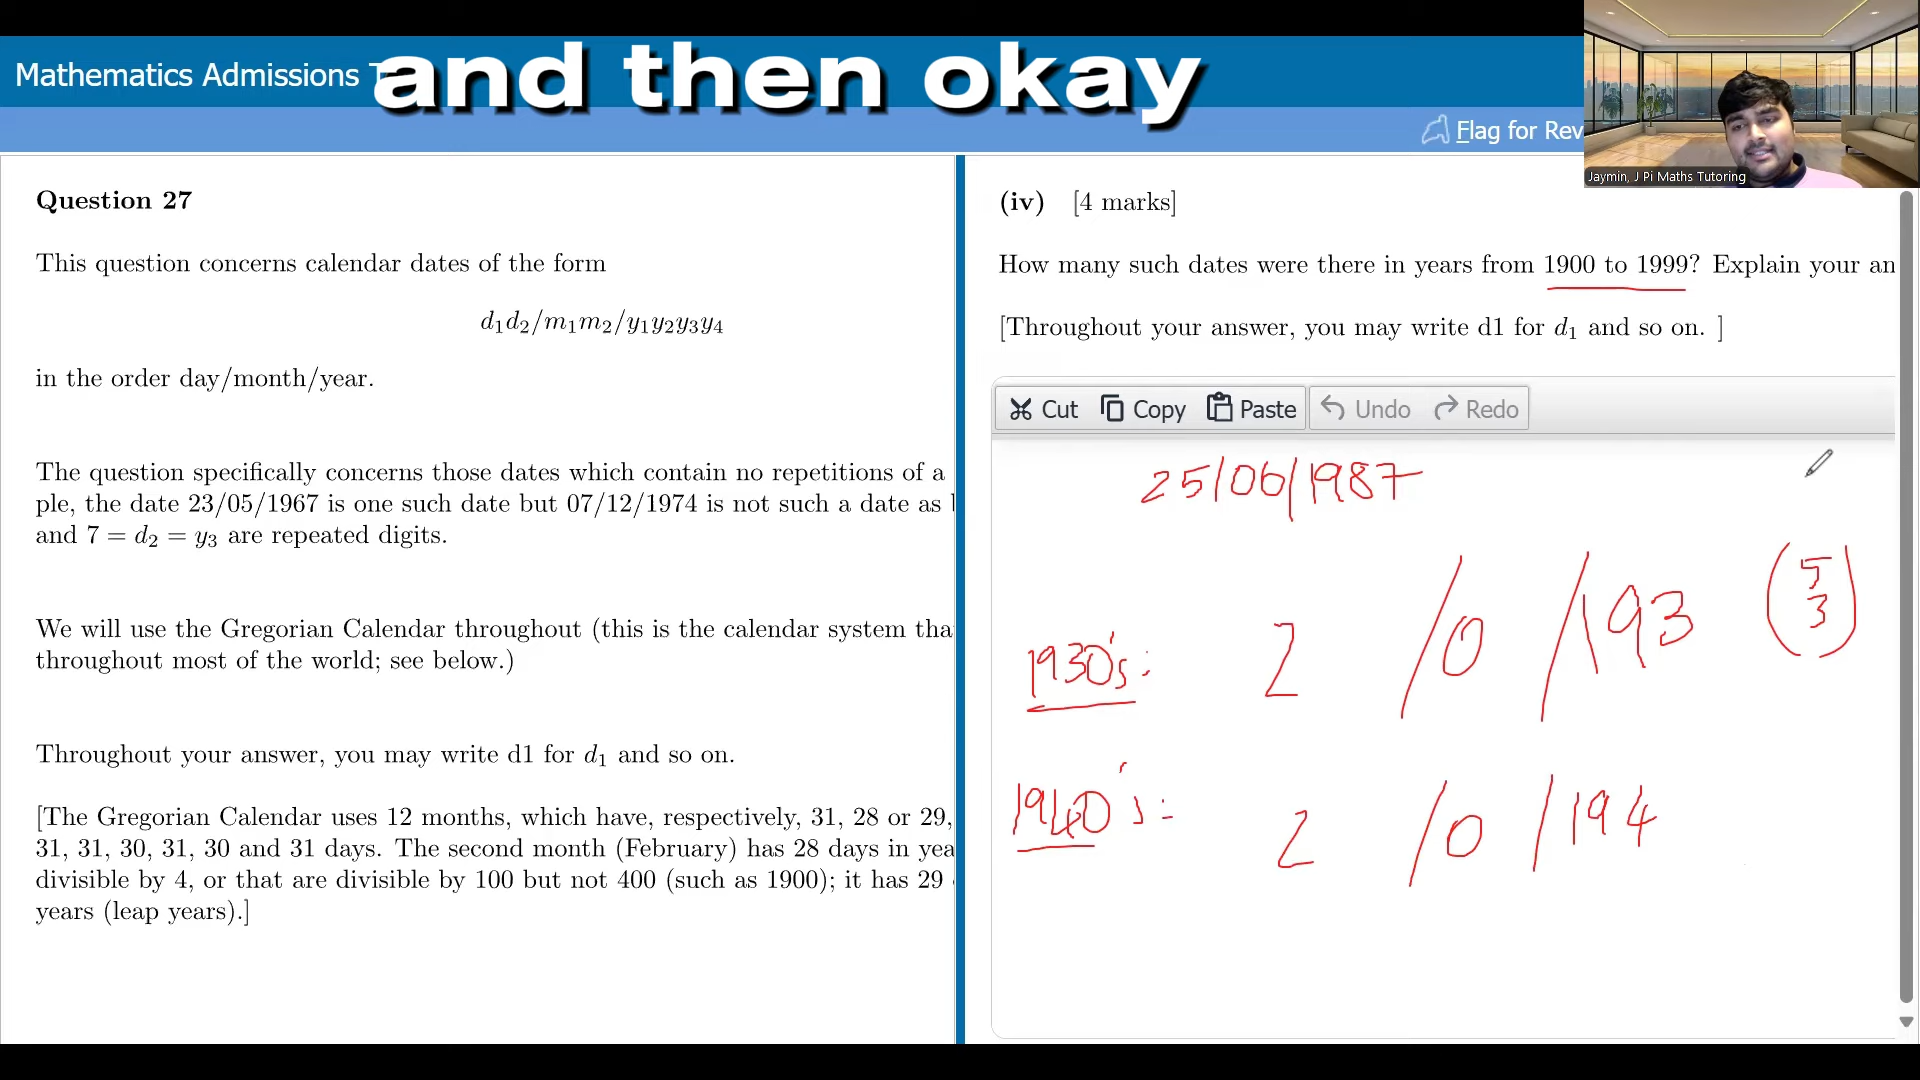 and then okay
Mathematics Admissions T
Flag for Rev
Jaymin, J Pi Maths Tutoring
Question 27
This question concerns calendar dates of the form
d₁d₂/m₁m₂/y₁y₂y₃y₄
in the order day/month/year.
The question specifically concerns those dates which contain no repetitions of a
ple, the date 23/05/1967 is one such date but 07/12/1974 is not such a date as
and 7 = d₂ = y₃ are repeated digits.
We will use the Gregorian Calendar throughout (this is the calendar system tha
throughout most of the world; see below.)
Throughout your answer, you may write d1 for d₁ and so on.
[The Gregorian Calendar uses 12 months, which have, respectively, 31, 28 or 29,
31, 31, 30, 31, 30 and 31 days. The second month (February) has 28 days in yea
divisible by 4, or that are divisible by 100 but not 400 (such as 1900); it has 29
years (leap years).]
(iv) [4 marks]
How many such dates were there in years from 1900 to 1999? Explain your an
[Throughout your answer, you may write d1 for d₁ and so on. ]
Cut Copy Paste Undo Redo
25/06/1987
1930's: 2 /0 /193 (5
3)
1940's: 2 /0 /194